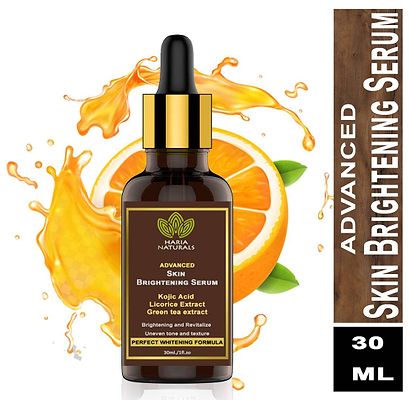 HARIA
NATURALS
ADVANCED
SKIN
BRIGHTENING SERUM
Kojic Acid
Licorice Extract
Green tea extract
Brightening and Revitalize
Uneven tone and texture
PERFECT WHITENING FORMULA
30mL/1fl.oz
ADVANCED
SKIN BRIGHTENING SERUM
30
ML